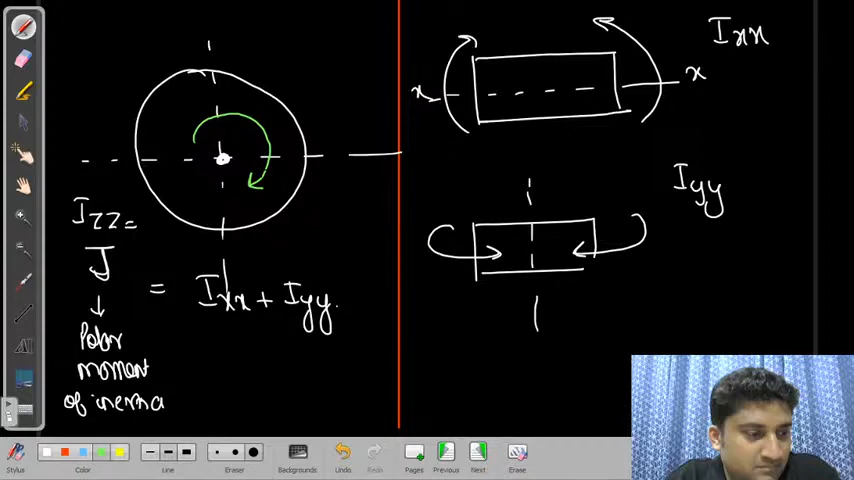 Izz =
J = Ixx + Iyy.
↓
Polar
moment
of inertia
Ixx
x
x
Iyy
Stylus
Color
Line
Eraser
Backgrounds
Undo
Redo
Pages
Previous
Next
Erase